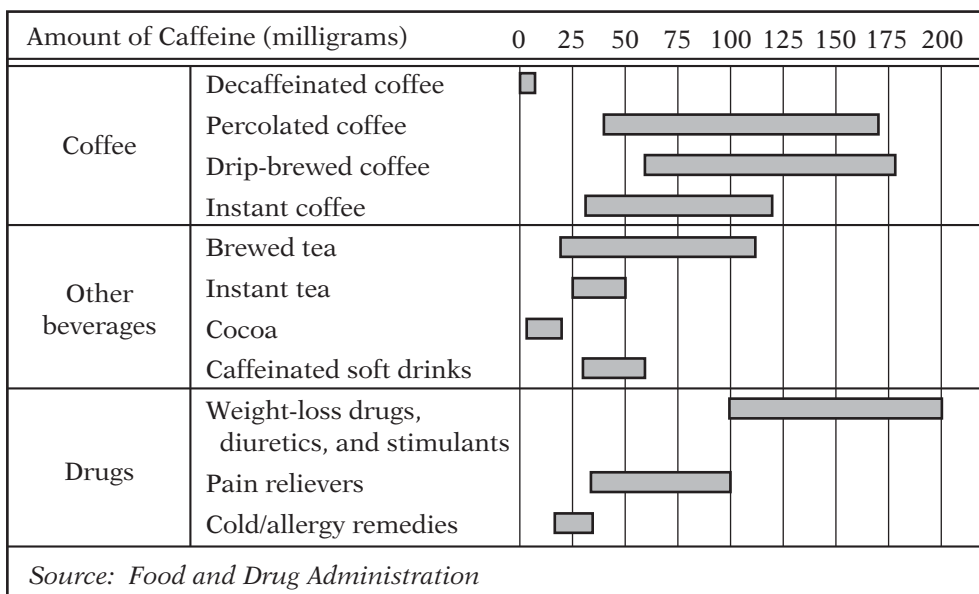 Amount of Caffeine (milligrams) 0 25 50 75 100 125 150 175 200
Coffee
Decaffeinated coffee
Percolated coffee
Drip-brewed coffee
Instant coffee
Other
beverages
Brewed tea
Instant tea
Cocoa
Caffeinated soft drinks
Drugs
Weight-loss drugs,
diuretics, and stimulants
Pain relievers
Cold/allergy remedies
Source: Food and Drug Administration